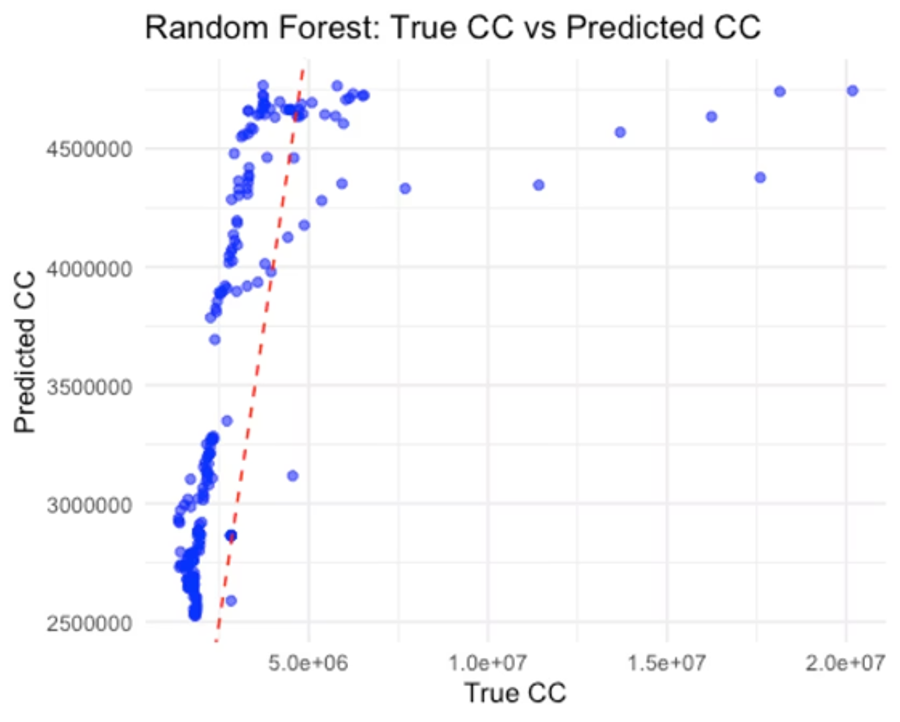 Random Forest: True CC vs Predicted CC
Predicted CC
4500000
4000000
3500000
3000000
2500000
5.0e+06 1.0e+07 1.5e+07 2.0e+07
True CC